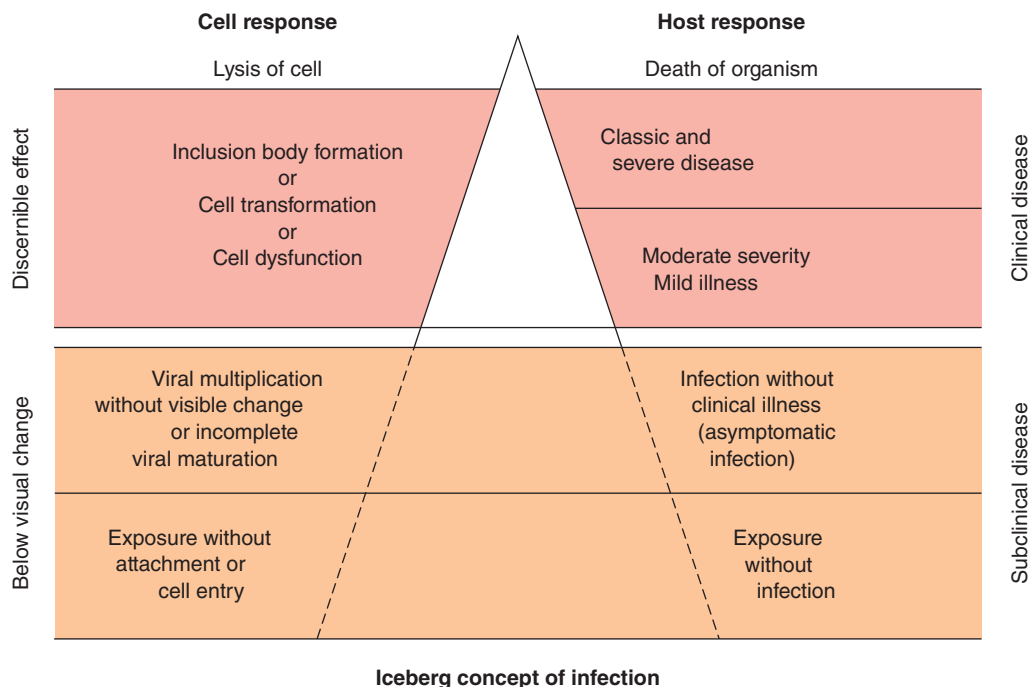 Cell response
Host response
Lysis of cell
Death of organism
Discernible effect
Inclusion body formation
or
Cell transformation
or
Cell dysfunction
Classic and
severe disease
Moderate severity
Mild illness
Clinical disease
Below visual change
Viral multiplication
without visible change
or incomplete
viral maturation
Infection without
clinical illness
(asymptomatic
infection)
Exposure without
attachment or
cell entry
Exposure
without
infection
Subclinical disease
Iceberg concept of infection